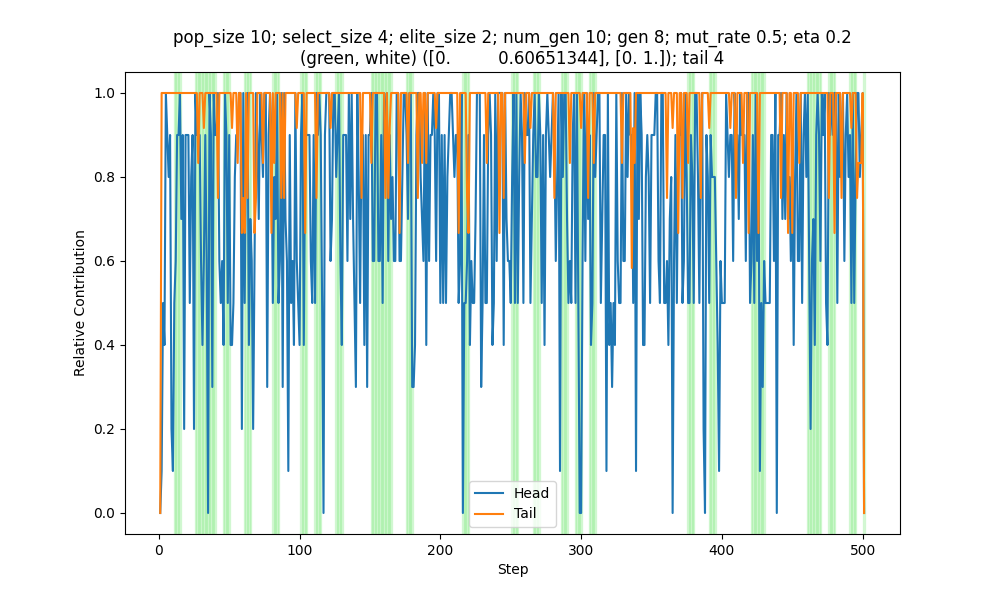 pop_size 10; select_size 4; elite_size 2; num_gen 10; gen 8; mut_rate 0.5; eta 0.2
(green, white) ([0.         0.60651344], [0. 1.]); tail 4
1.0
0.8
0.6
0.4
0.2
0.0
Relative Contribution
Head
Tail
0
100
200
300
400
500
Step